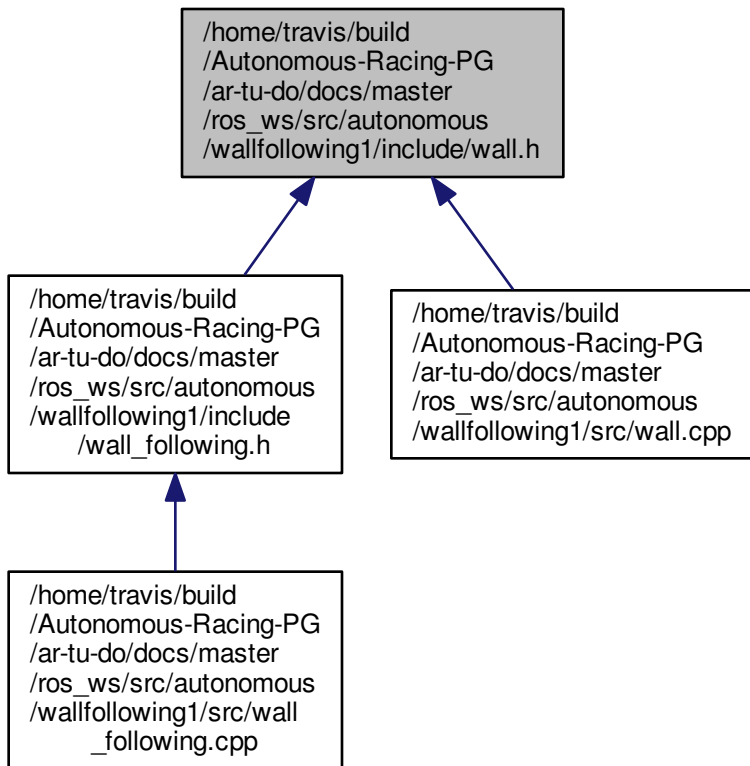 /home/travis/build
/Autonomous-Racing-PG
/ar-tu-do/docs/master
/ros_ws/src/autonomous
/wallfollowing1/include/wall.h
/home/travis/build
/Autonomous-Racing-PG
/ar-tu-do/docs/master
/ros_ws/src/autonomous
/wallfollowing1/include
/wall_following.h
/home/travis/build
/Autonomous-Racing-PG
/ar-tu-do/docs/master
/ros_ws/src/autonomous
/wallfollowing1/src/wall.cpp
/home/travis/build
/Autonomous-Racing-PG
/ar-tu-do/docs/master
/ros_ws/src/autonomous
/wallfollowing1/src/wall
_following.cpp